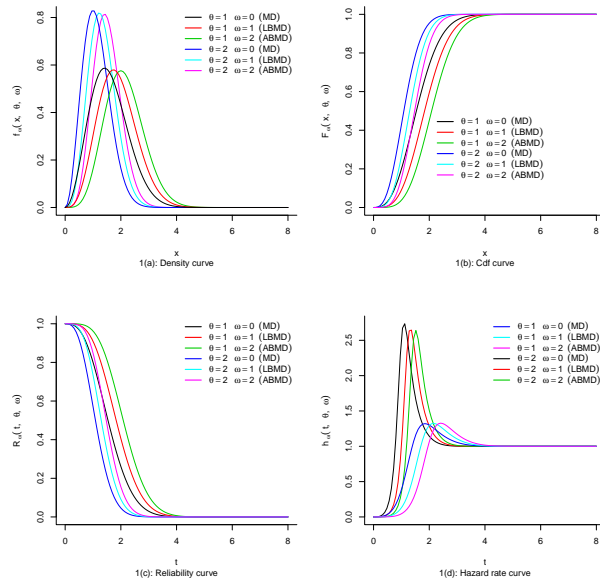 f_ω(x, θ, ω)
0.0 0.2 0.4 0.6 0.8
θ=1 ω=0 (MD)
θ=1 ω=1 (LBMD)
θ=1 ω=2 (ABMD)
θ=2 ω=0 (MD)
θ=2 ω=1 (LBMD)
θ=2 ω=2 (ABMD)
0 2 4 6 8
x
1(a): Density curve
F_ω(x, θ, ω)
0.0 0.2 0.4 0.6 0.8 1.0
θ=1 ω=0 (MD)
θ=1 ω=1 (LBMD)
θ=1 ω=2 (ABMD)
θ=2 ω=0 (MD)
θ=2 ω=1 (LBMD)
θ=2 ω=2 (ABMD)
0 2 4 6 8
x
1(b): Cdf curve
R_ω(t, θ, ω)
0.0 0.2 0.4 0.6 0.8 1.0
θ=1 ω=0 (MD)
θ=1 ω=1 (LBMD)
θ=1 ω=2 (ABMD)
θ=2 ω=0 (MD)
θ=2 ω=1 (LBMD)
θ=2 ω=2 (ABMD)
0 2 4 6 8
t
1(c): Reliability curve
h_ω(t, θ, ω)
0.0 0.5 1.0 1.5 2.0 2.5
θ=1 ω=0 (MD)
θ=1 ω=1 (LBMD)
θ=1 ω=2 (ABMD)
θ=2 ω=0 (MD)
θ=2 ω=1 (LBMD)
θ=2 ω=2 (ABMD)
0 2 4 6 8
t
1(d): Hazard rate curve